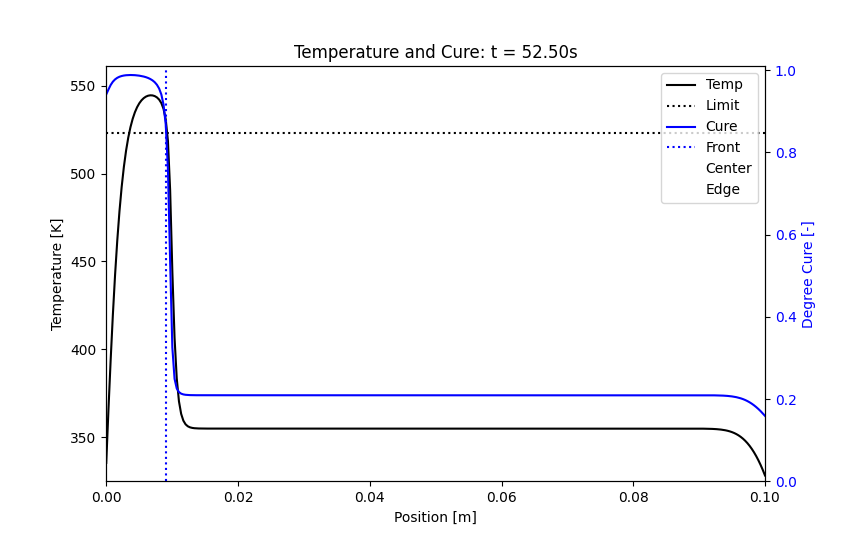 Temperature and Cure: t = 52.50s
Temp
Limit
Cure
Front
Center
Edge
550
500
450
400
350
Temperature [K]
1.0
0.8
0.6
0.4
0.2
0.0
Degree Cure [-]
0.00 0.02 0.04 0.06 0.08 0.10
Position [m]